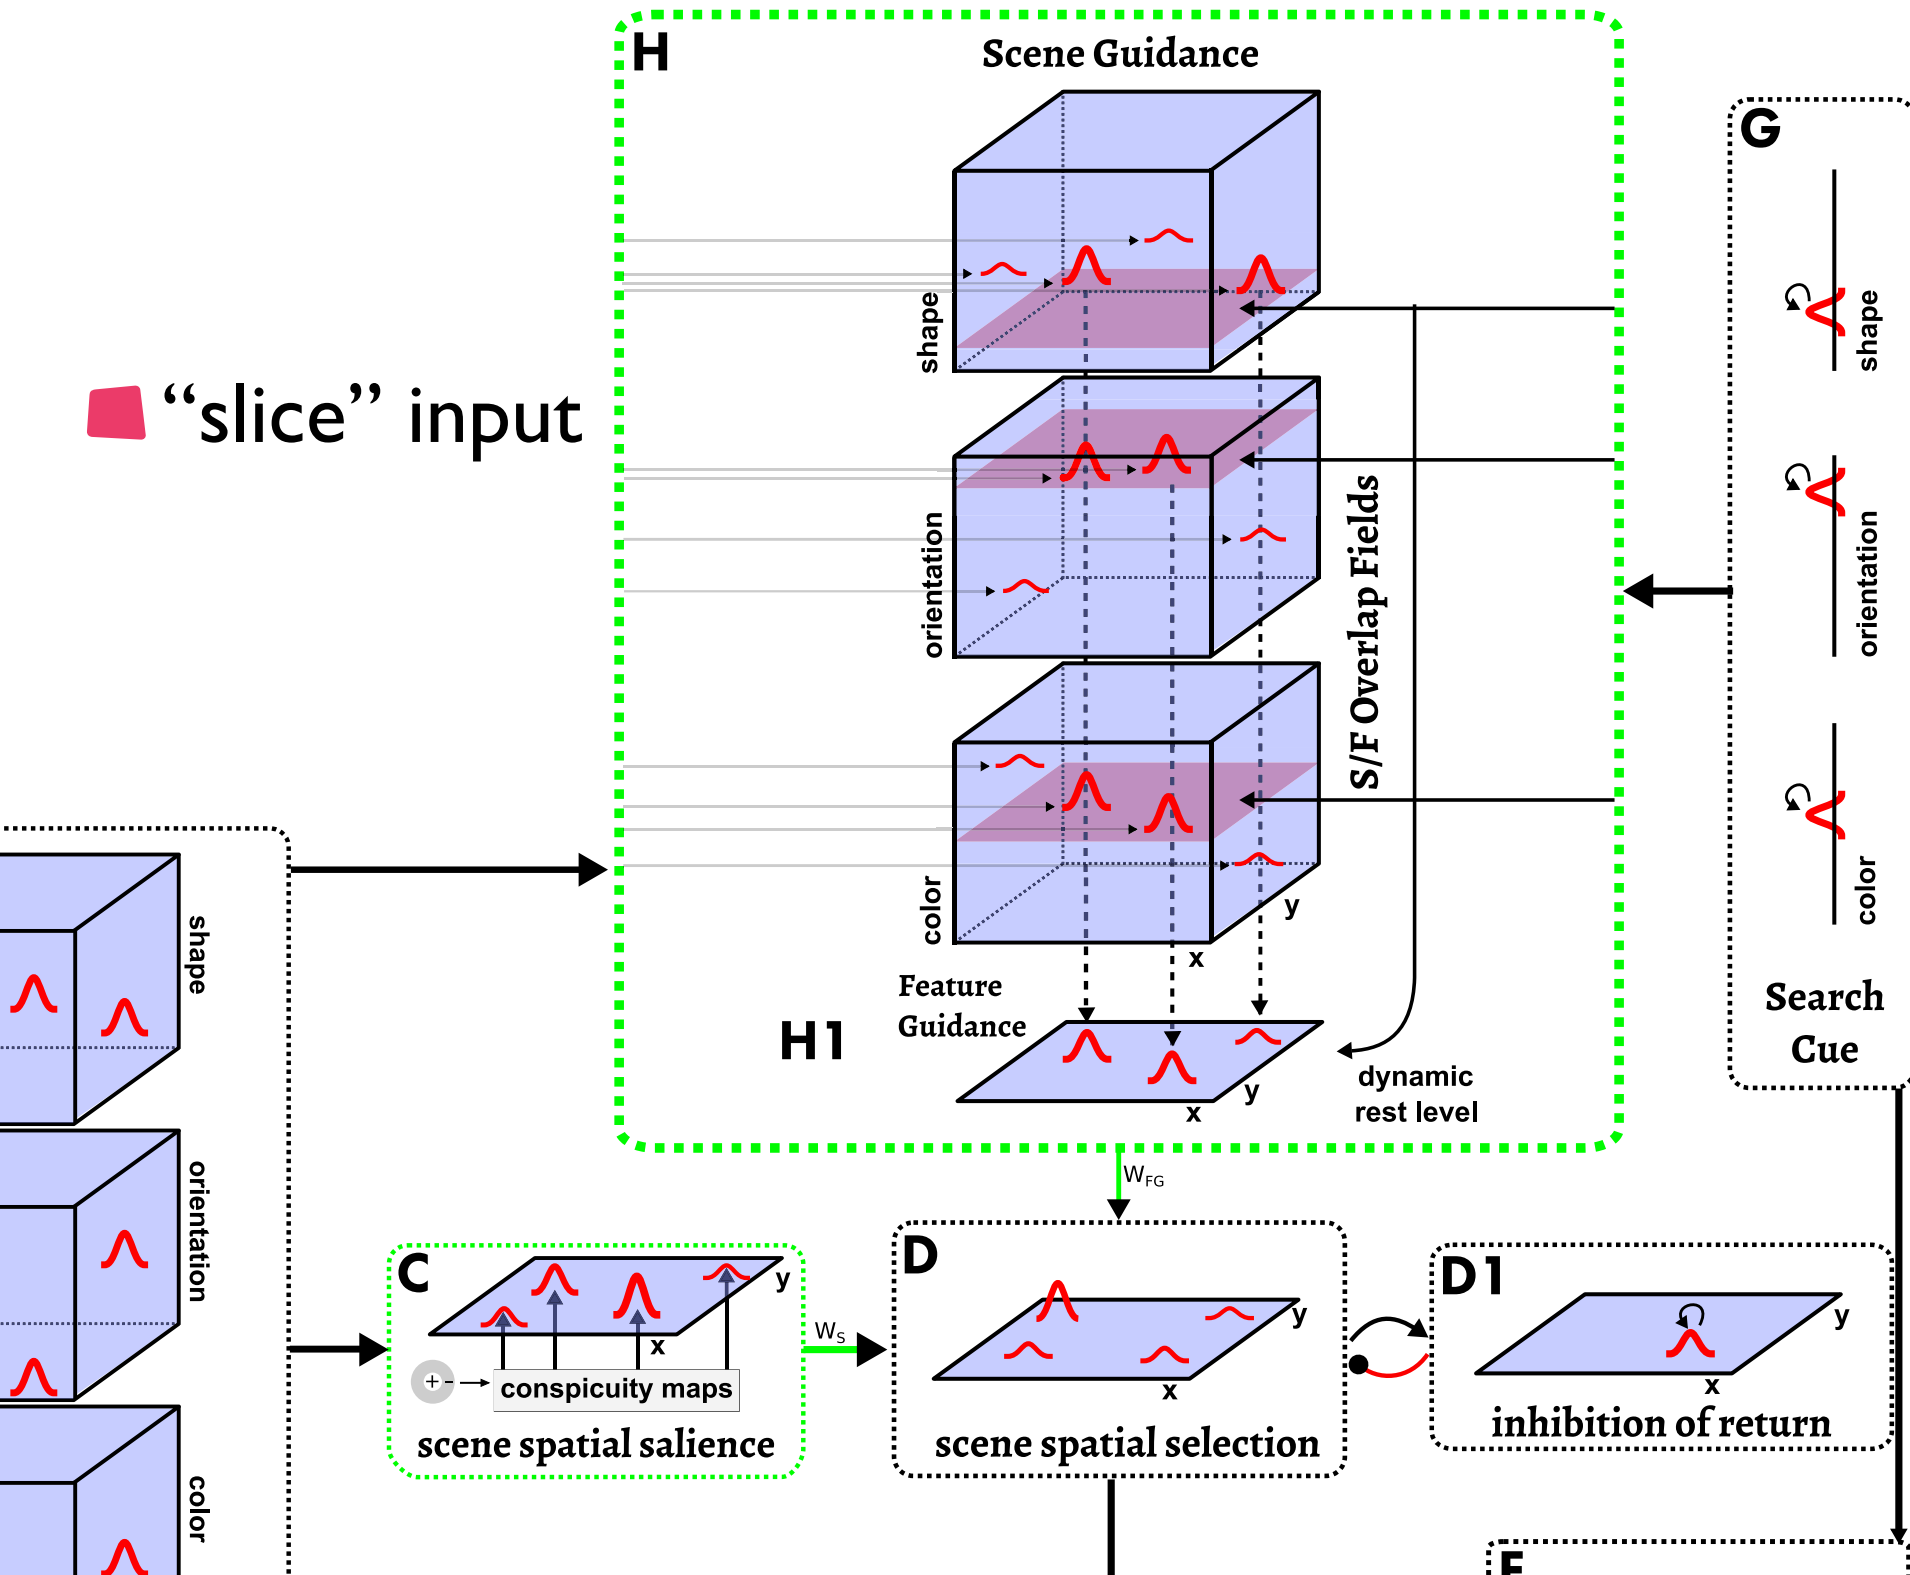 H
Scene Guidance
G
shape
shape
“slice” input
orientation
orientation
S/F Overlap Fields
color
color
y
x
Feature
Guidance
H1
y
x
dynamic
rest level
Search
Cue
shape
orientation
color
WFG
C
y
x
+ -
conspicuity maps
scene spatial salience
WS
D
y
x
scene spatial selection
D1
y
x
inhibition of return